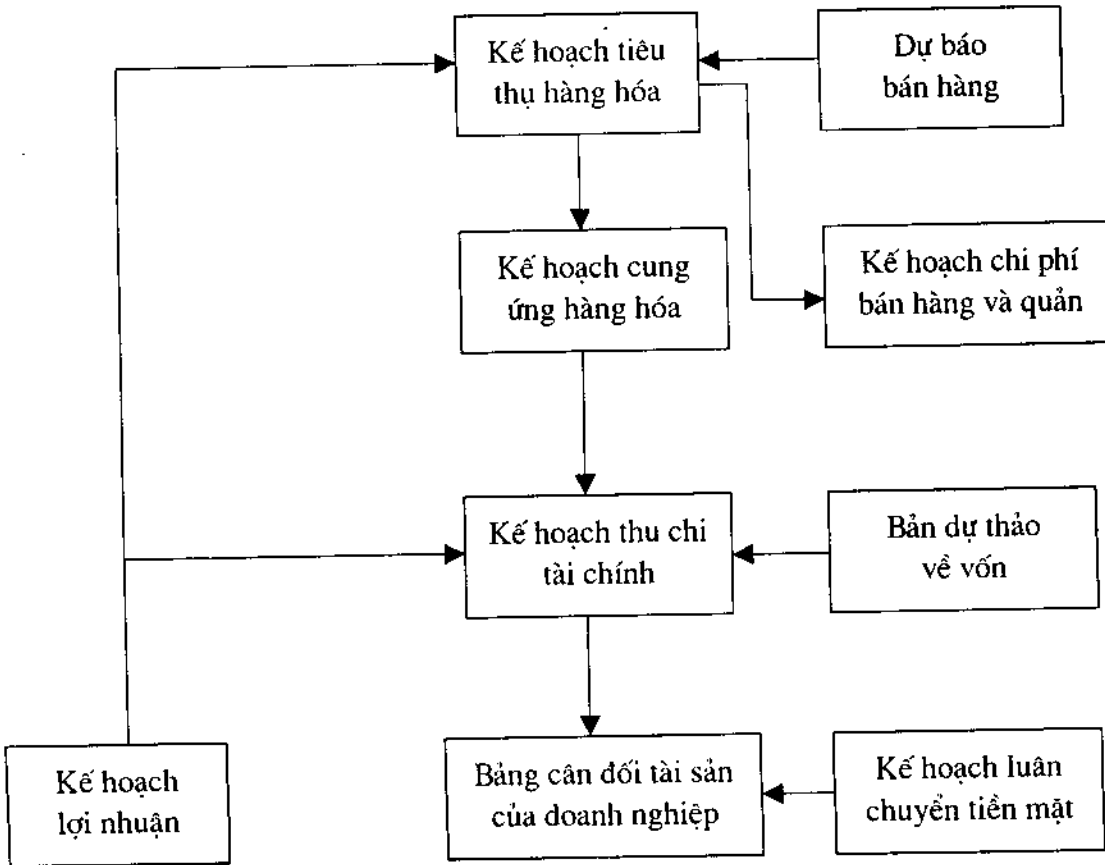 Kế hoạch tiêu
thụ hàng hóa
Dự báo
bán hàng
Kế hoạch cung
ứng hàng hóa
Kế hoạch chi phí
bán hàng và quản
Kế hoạch thu chi
tài chính
Bản dự thảo
về vốn
Kế hoạch
lợi nhuận
Bảng cân đối tài sản
của doanh nghiệp
Kế hoạch luân
chuyển tiền mặt